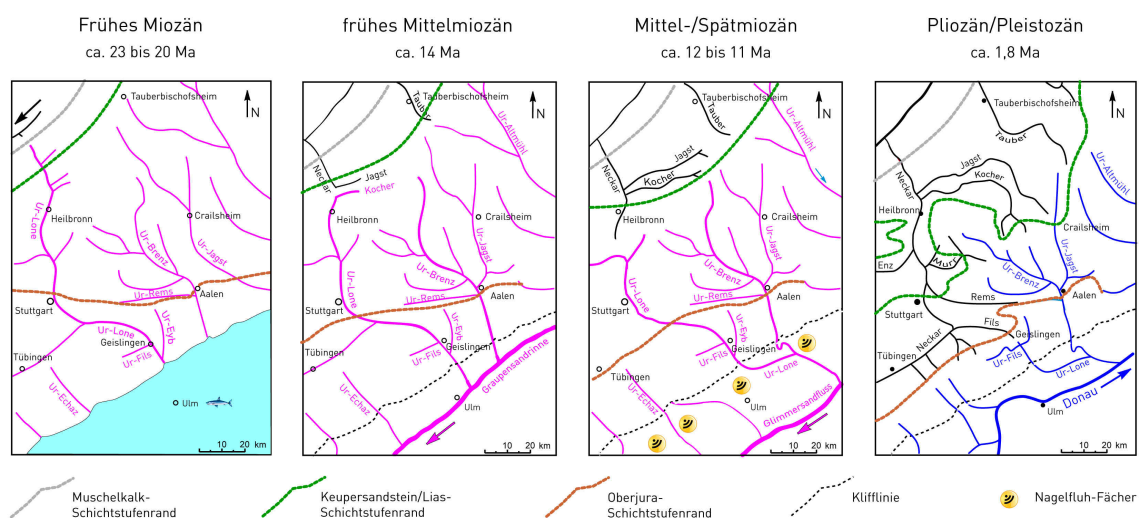 Frühes Miozän
ca. 23 bis 20 Ma
Tauberbischofsheim
N
Ur-Altmühl
Ur-Lone
Heilbronn
Crailsheim
Ur-Brenz
Ur-Jagst
Aalen
Ur-Rems
Stuttgart
Ur-Lone
Ur-Eyb
Geislingen
Ur-Fils
Tübingen
Ur-Echaz
Ulm
10 20 km
frühes Mittelmiozän
ca. 14 Ma
Tauberbischofsheim
Tauber
N
Ur-Altmühl
Neckar
Jagst
Kocher
Heilbronn
Crailsheim
Ur-Brenz
Ur-Jagst
Ur-Lone
Aalen
Ur-Rems
Stuttgart
Ur-Eyb
Geislingen
Ur-Fils
Tübingen
Graupensandrinne
Ur-Echaz
Ulm
10 20 km
Mittel-/Spätmiozän
ca. 12 bis 11 Ma
Tauberbischofsheim
Tauber
N
Ur-Altmühl
Neckar
Jagst
Kocher
Heilbronn
Crailsheim
Ur-Brenz
Ur-Jagst
Ur-Lone
Aalen
Ur-Rems
Stuttgart
Ur-Eyb
Geislingen
Ur-Fils
Ur-Lone
Tübingen
Ur-Echaz
Ulm
Glimmersandfluss
10 20 km
Pliozän/Pleistozän
ca. 1,8 Ma
Tauberbischofsheim
N
Tauber
Ur-Altmühl
Jagst
Neckar
Kocher
Heilbronn
Crailsheim
Ur-Jagst
Enz
Murr
Ur-Brenz
Aalen
Rems
Stuttgart
Fils
Geislingen
Neckar
Ur-Fils
Tübingen
Ur-Lone
Donau
Ulm
10 20 km
Muschelkalk-
Schichtstufenrand
Keupersandstein/Lias-
Schichtstufenrand
Oberjura-
Schichtstufenrand
Klifflinie
Nagelfluh-Fächer